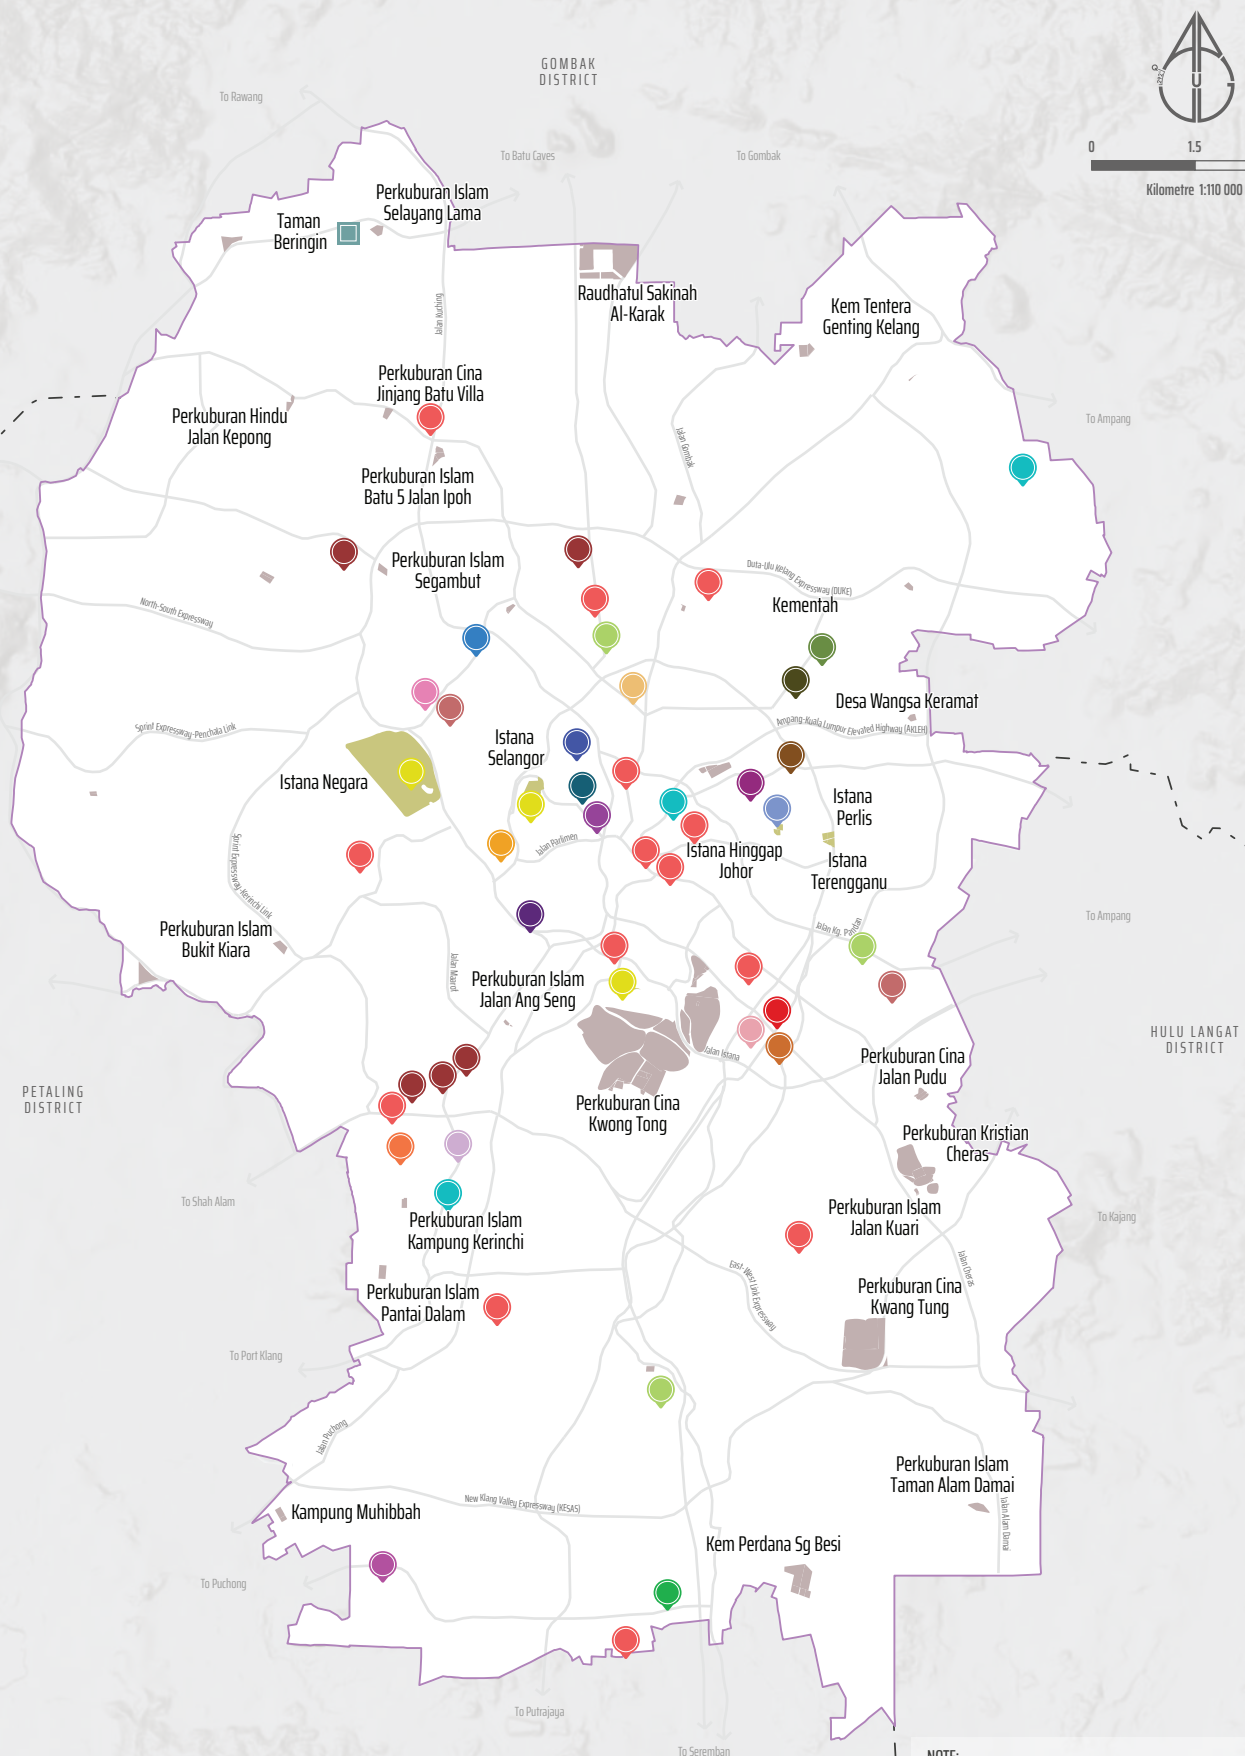 GOMBAK
DISTRICT
To Rawang
To Batu Caves
To Gombak
U
0
1.5
Kilometre 1:110 000
Perkuburan Islam
Selayang Lama
Taman
Beringin
Raudhatul Sakinah
Al-Karak
Kem Tentera
Genting Kelang
Jalan Kuching
Perkuburan Cina
Jinjang Batu Villa
Perkuburan Hindu
Jalan Kepong
To Ampang
Jalan Gombak
Perkuburan Islam
Batu 5 Jalan Ipoh
Perkuburan Islam
Segambut
Duta-Ulu Kelang Expressway (DUKE)
Kementah
North-South Expressway
Desa Wangsa Keramat
Sprint Expressway-Penchala Link
Ampang-Kuala Lumpur Elevated Highway (AKLEH)
Istana
Selangor
Istana Negara
Istana
Perlis
Jalan Parlimen
Istana Hinggap
Johor
Istana
Terengganu
Sprint Expressway-Kerinchi Link
Perkuburan Islam
Bukit Kiara
To Ampang
Jalan Kg. Pandan
Jalan Maarof
Perkuburan Islam
Jalan Ang Seng
HULU LANGAT
DISTRICT
Jalan Istana
Perkuburan Cina
Jalan Pudu
PETALING
DISTRICT
Perkuburan Cina
Kwong Tong
Perkuburan Kristian
Cheras
To Shah Alam
Perkuburan Islam
Jalan Kuari
To Kajang
Perkuburan Islam
Kampung Kerinchi
Jalan Cheras
East-West Link Expressway
Perkuburan Islam
Pantai Dalam
Perkuburan Cina
Kwang Tung
To Port Klang
Jalan Puchong
Perkuburan Islam
Taman Alam Damai
New Klang Valley Expressway (KESAS)
Kampung Muhibbah
Jalan Alam Damai
Kem Perdana Sg Besi
To Puchong
To Putrajaya
To Seremban
NOTE: